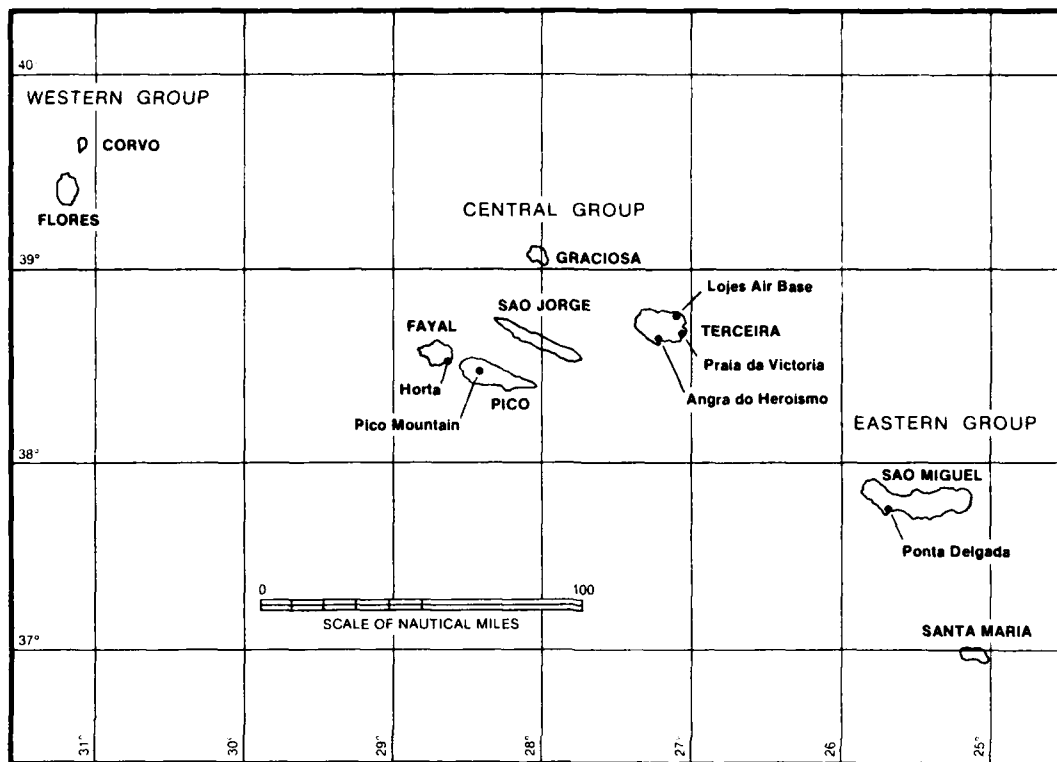 40
WESTERN GROUP
CORVO
FLORES
CENTRAL GROUP
39°
GRACIOSA
SAO JORGE
Lojes Air Base
FAYAL
TERCEIRA
Praia da Victoria
Horta
Angra do Heroismo
PICO
Pico Mountain
EASTERN GROUP
38°
SAO MIGUEL
Ponta Delgada
0 100
SCALE OF NAUTICAL MILES
SANTA MARIA
37°
31° 30° 29° 28° 27° 26 25°